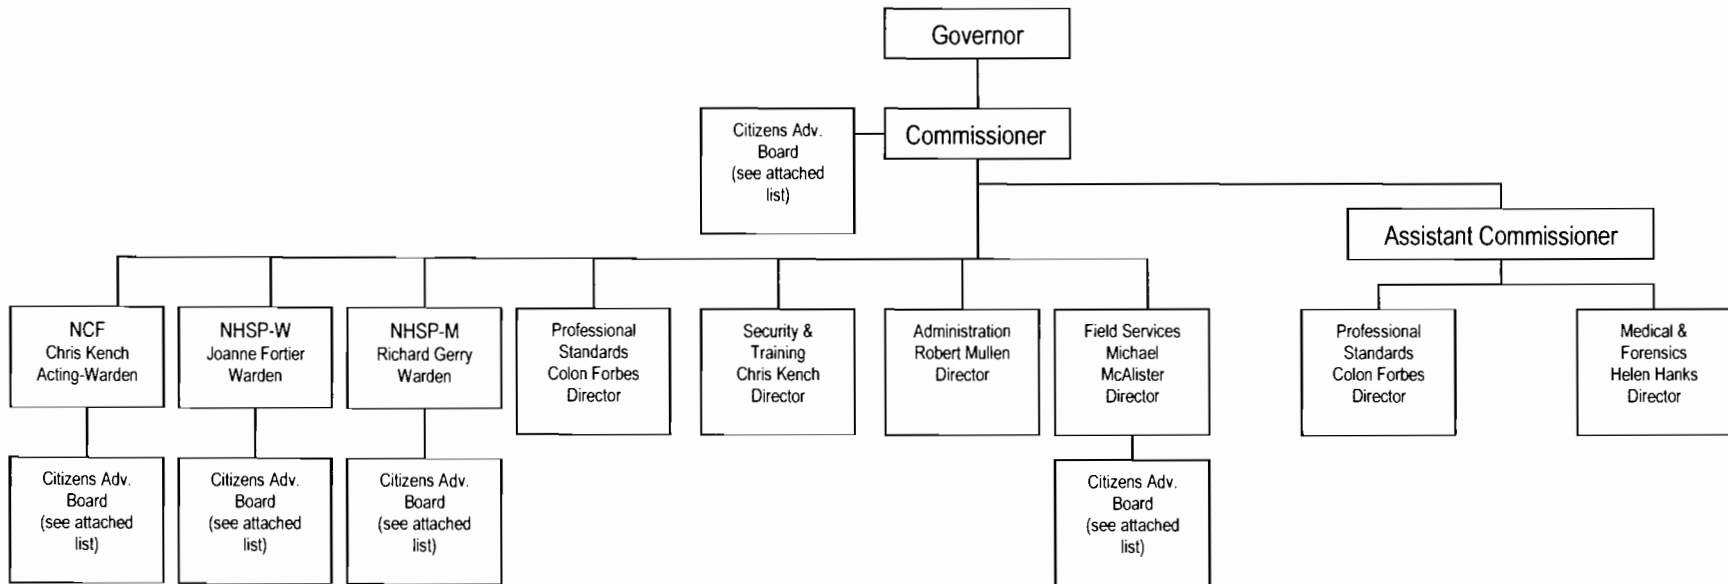 Governor
Commissioner
Citizens Adv.
Board
(see attached
list)
Assistant Commissioner
NCF
Chris Kench
Acting-Warden
NHSP-W
Joanne Fortier
Warden
NHSP-M
Richard Gerry
Warden
Professional
Standards
Colon Forbes
Director
Security &
Training
Chris Kench
Director
Administration
Robert Mullen
Director
Field Services
Michael
McAlister
Director
Professional
Standards
Colon Forbes
Director
Medical &
Forensics
Helen Hanks
Director
Citizens Adv.
Board
(see attached
list)
Citizens Adv.
Board
(see attached
list)
Citizens Adv.
Board
(see attached
list)
Citizens Adv.
Board
(see attached
list)